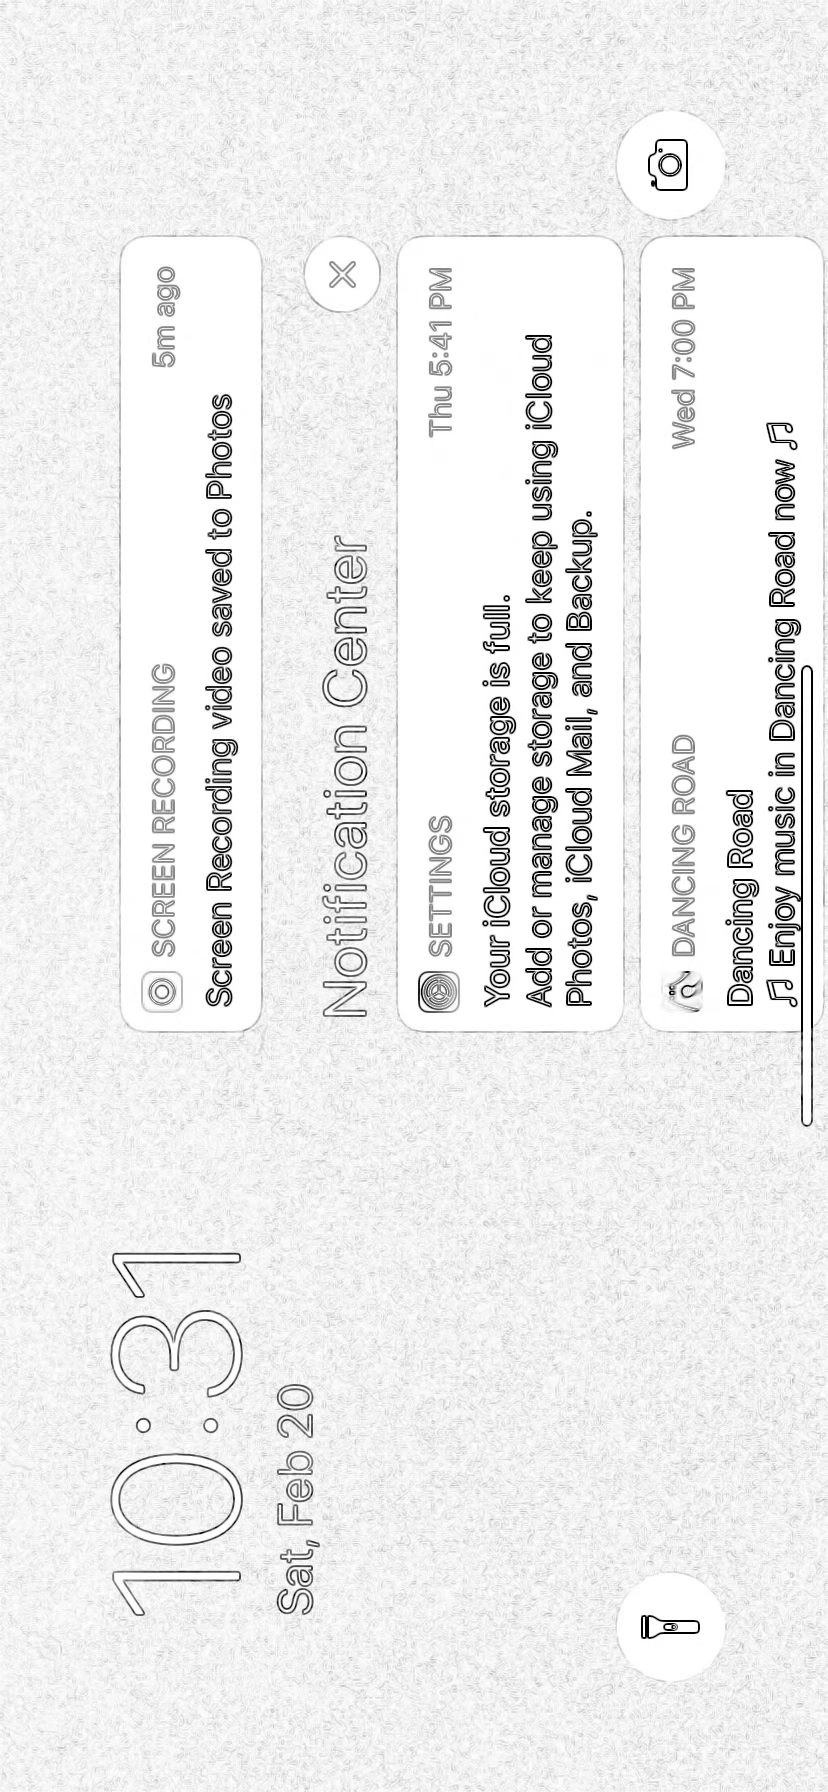 10:31
Sat, Feb 20
SCREEN RECORDING
5m ago
Screen Recording video saved to Photos
Notification Center
SETTINGS
Thu 5:41 PM
Your iCloud storage is full.
Add or manage storage to keep using iCloud
Photos, iCloud Mail, and Backup.
DANCING ROAD
Wed 7:00 PM
Dancing Road
🎵 Enjoy music in Dancing Road now 🎵